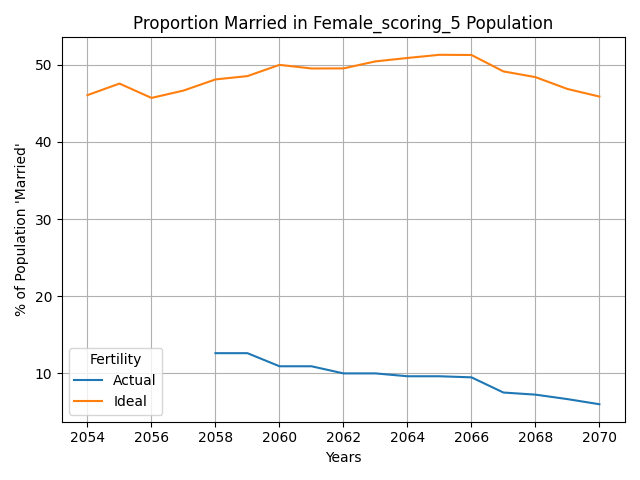 Proportion Married in Female_scoring_5 Population
% of Population 'Married'
50
40
30
20
10
Fertility
Actual
Ideal
2054 2056 2058 2060 2062 2064 2066 2068 2070
Years